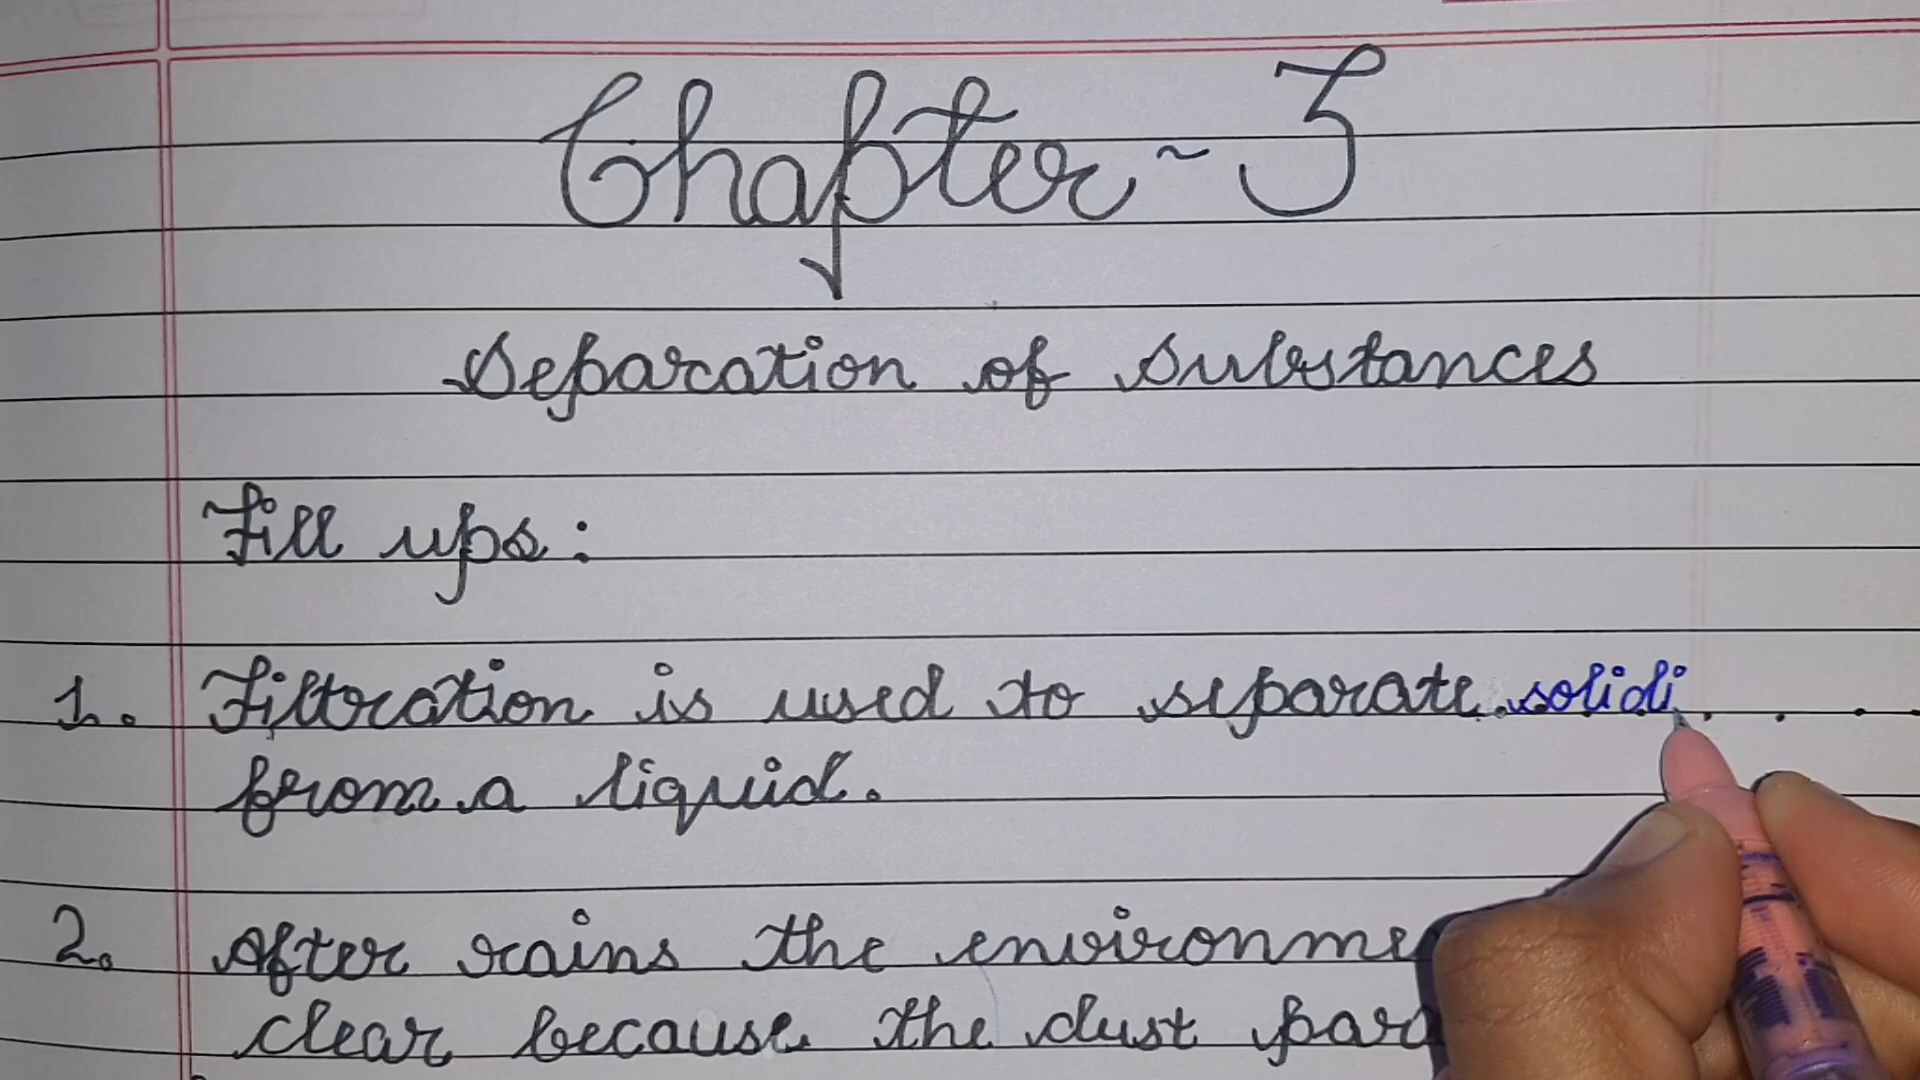 Chapter - 3
Separation of substances
Fill ups:
1. Filtration is used to separate solidi . . . .
from a liquid.
2. After rains the environme
clear because the dust par